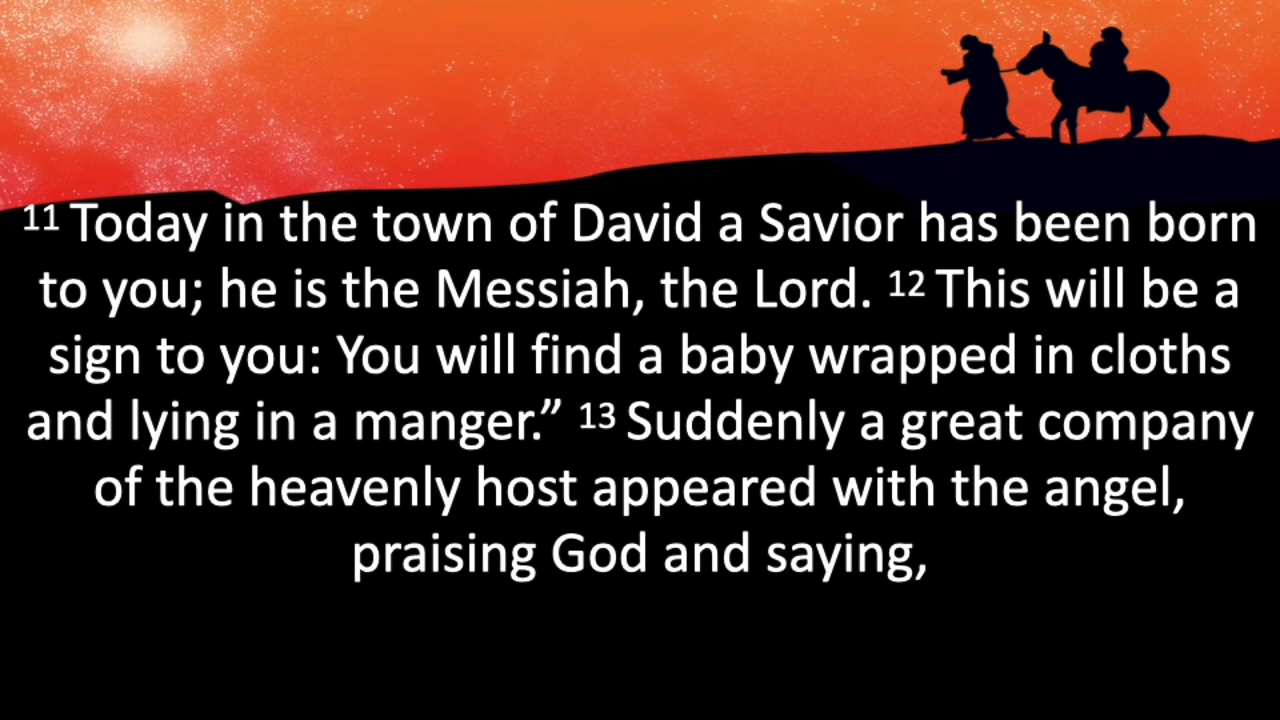 11 Today in the town of David a Savior has been born
to you; he is the Messiah, the Lord. 12 This will be a
sign to you: You will find a baby wrapped in cloths
and lying in a manger.” 13 Suddenly a great company
of the heavenly host appeared with the angel,
praising God and saying,